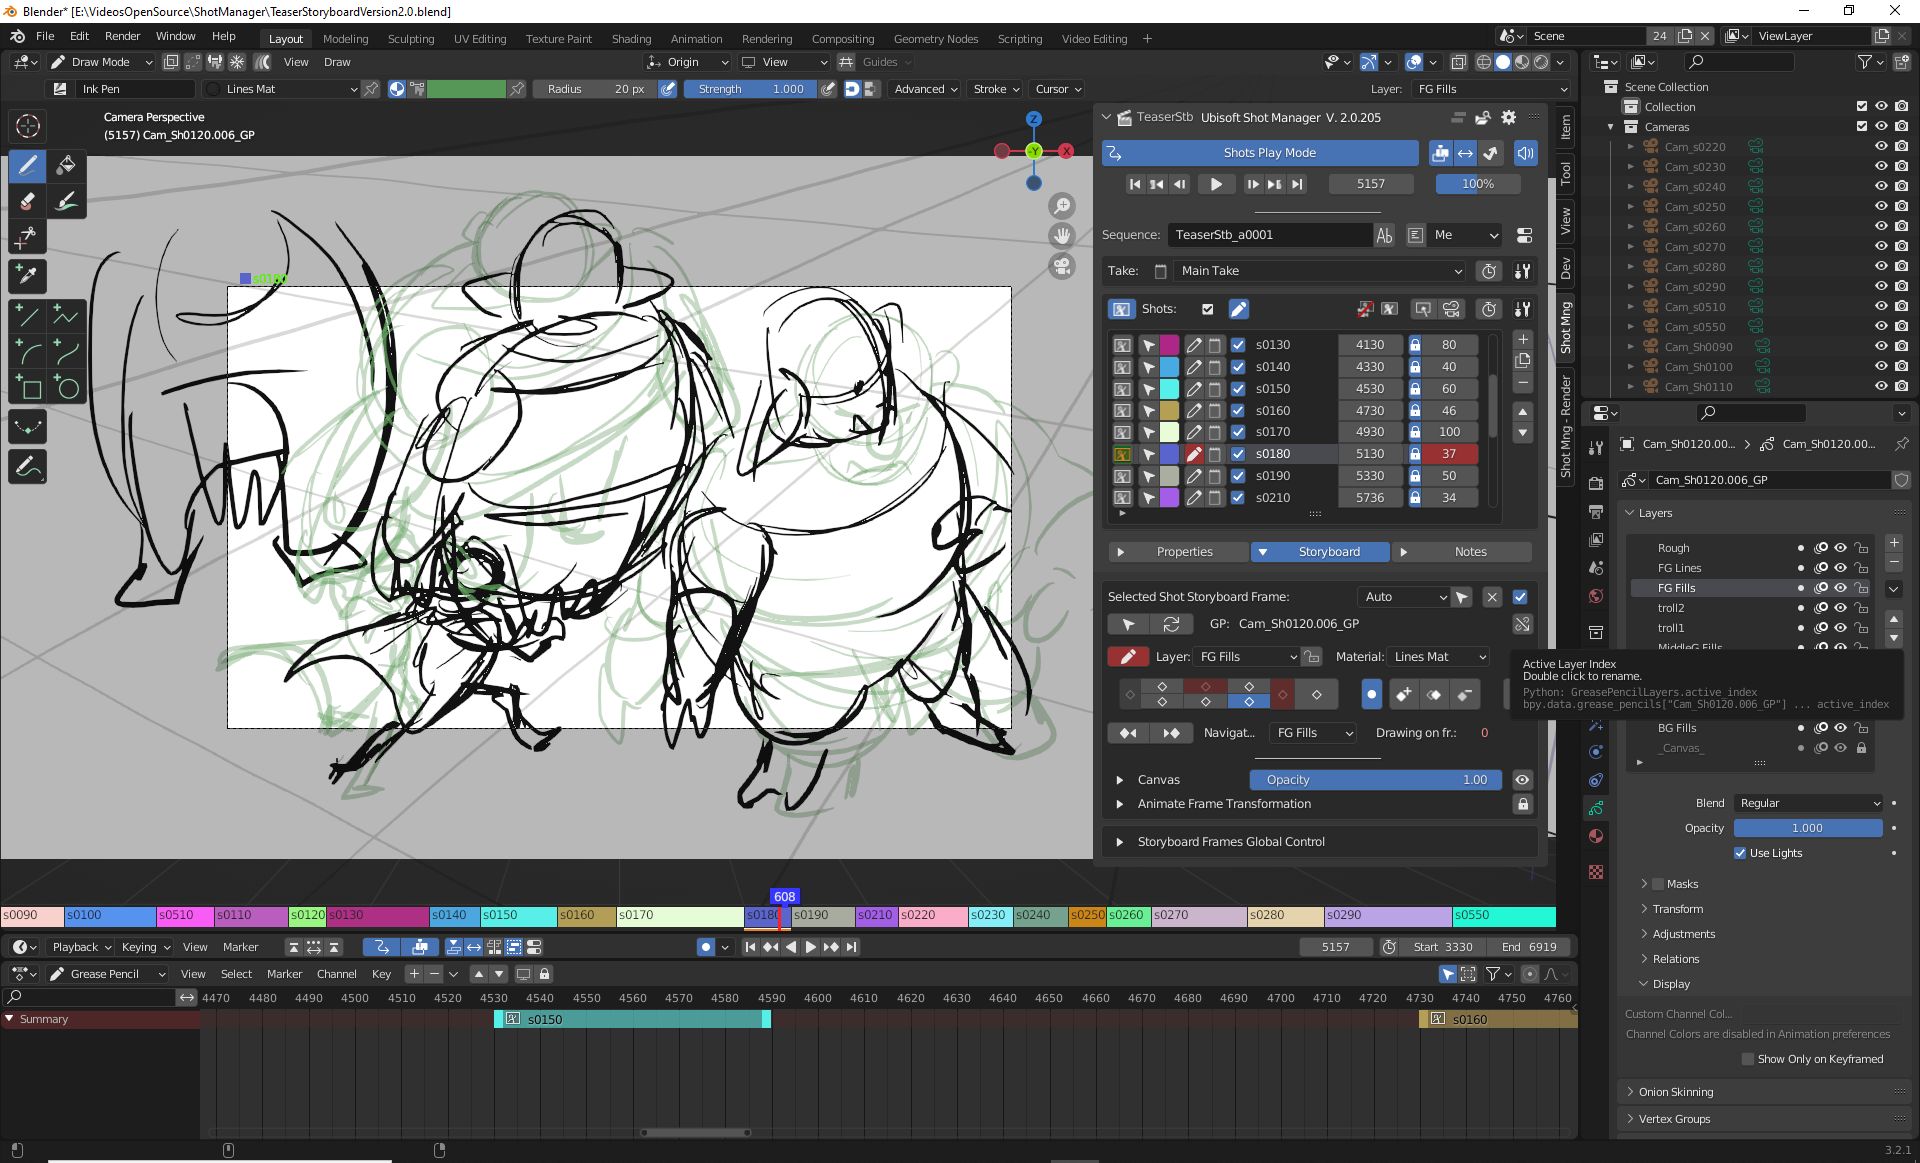 Blender* [E:\VideosOpenSource\ShotManager\TeaserStoryboardVersion2.0.blend]
File Edit Render Window Help
Layout Modeling Sculpting UV Editing Texture Paint Shading Animation Rendering Compositing Geometry Nodes Scripting Video Editing +
Scene 24 ViewLayer
Draw Mode View Draw Origin View Guides
Ink Pen Lines Mat Radius 20 px Strength 1.000 Advanced Stroke Cursor Layer: FG Fills
Camera Perspective
(5157) Cam_Sh0120.006_GP
s0180
Z
-Y
X
TeaserStb Ubisoft Shot Manager V. 2.0.205
Shots Play Mode
5157 100%
Sequence: TeaserStb_a0001 Ab Me
Take: Main Take
Shots:
s0130 4130 80
s0140 4330 40
s0150 4530 60
s0160 4730 46
s0170 4930 100
s0180 5130 37
s0190 5330 50
s0210 5736 34
Properties Storyboard Notes
Selected Shot Storyboard Frame: Auto
GP: Cam_Sh0120.006_GP
Layer: FG Fills Material: Lines Mat
Navigat... FG Fills Drawing on fr.: 0
Canvas Opacity 1.00
Animate Frame Transformation
Storyboard Frames Global Control
Item
Tool
View
Dev
Shot Mng
Shot Mng - Render
Scene Collection
Collection
Cameras
Cam_s0220
Cam_s0230
Cam_s0240
Cam_s0250
Cam_s0260
Cam_s0270
Cam_s0280
Cam_s0290
Cam_s0510
Cam_s0550
Cam_Sh0090
Cam_Sh0100
Cam_Sh0110
Cam_Sh0120.00... > Cam_Sh0120.00...
Cam_Sh0120.006_GP
Layers
Rough
FG Lines
FG Fills
troll2
troll1
MiddleG Fills
Active Layer Index
Double click to rename.
Python: GreasePencilLayers.active_index
bpy.data.grease_pencils["Cam_Sh0120.006_GP"] ... active_index
BG Fills
_Canvas_
Blend Regular
Opacity 1.000
Use Lights
Masks
Transform
Adjustments
Relations
Display
Custom Channel Col...
Channel Colors are disabled in Animation preferences
Show Only on Keyframed
Onion Skinning
Vertex Groups
608
s0090 s0100 s0510 s0110 s0120 s0130 s0140 s0150 s0160 s0170 s0180 s0190 s0210 s0220 s0230 s0240 s0250 s0260 s0270 s0280 s0290 s0550
Playback Keying View Marker 5157 Start 3330 End 6919
Grease Pencil View Select Marker Channel Key
4470 4480 4490 4500 4510 4520 4530 4540 4550 4560 4570 4580 4590 4600 4610 4620 4630 4640 4650 4660 4670 4680 4690 4700 4710 4720 4730 4740 4750 4760
Summary s0150 s0160
3.2.1